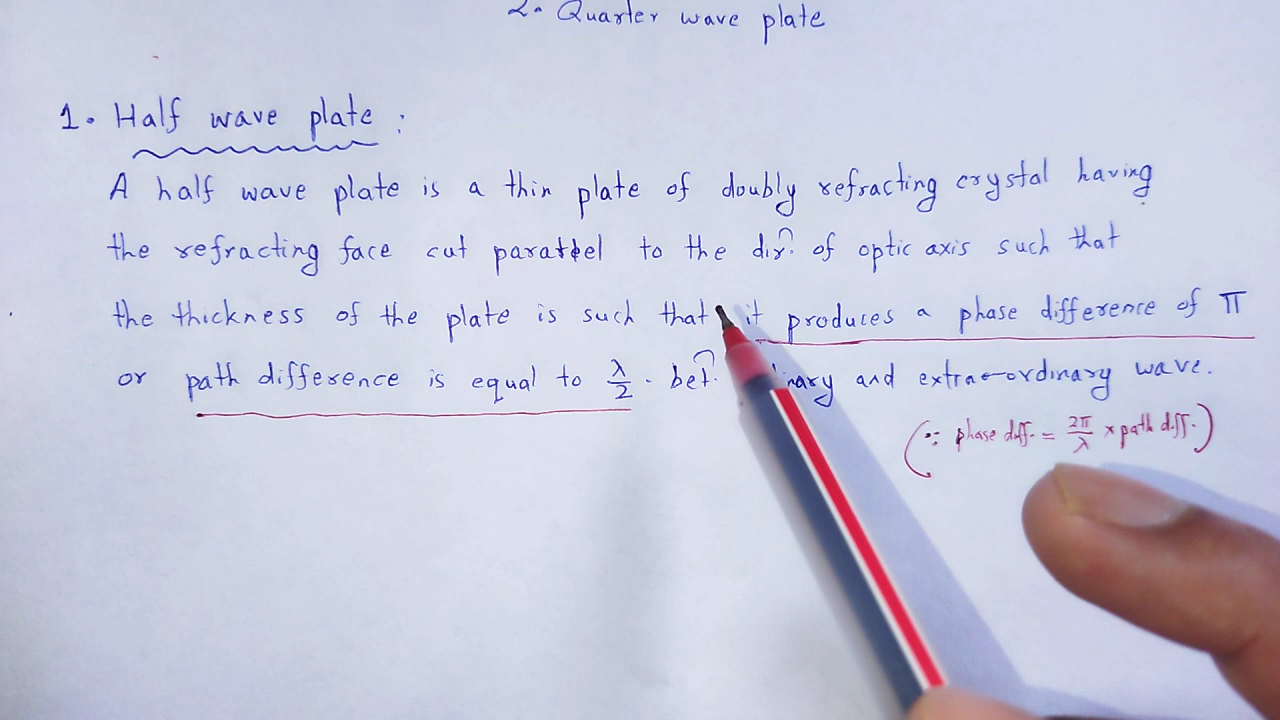 2. Quarter wave plate
1. Half wave plate :
A half wave plate is a thin plate of doubly refracting crystal having
the refracting face cut parallel to the dirⁿ. of optic axis such that
the thickness of the plate is such that it produces a phase difference of π
or path difference is equal to λ/2 . betⁿ. and extra-ordinary wave.
(∵ phase diff. = 2π/λ × path diff.)